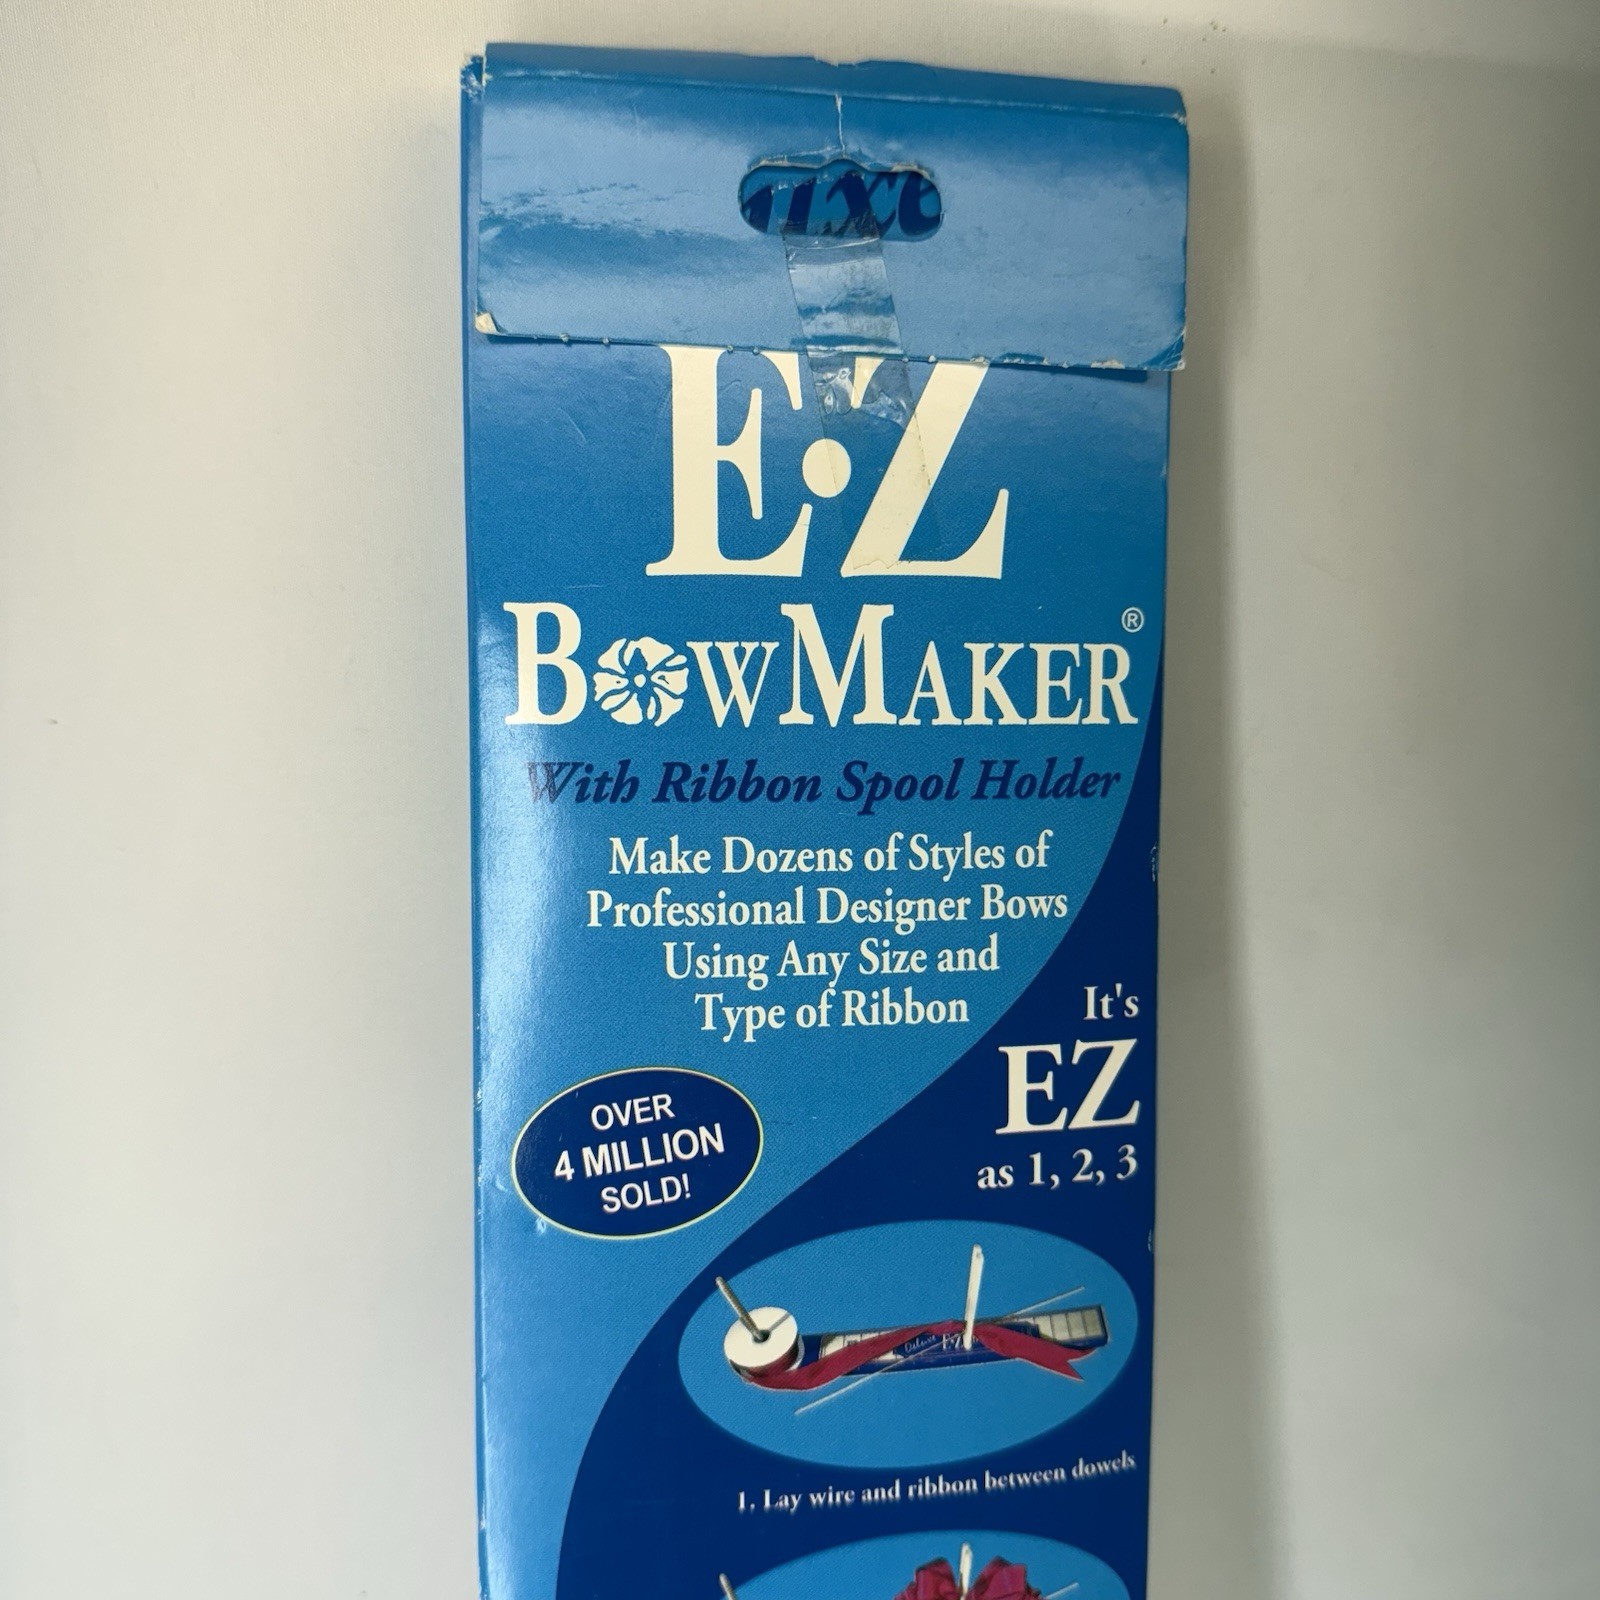 E·Z
BOWMAKER®
With Ribbon Spool Holder
Make Dozens of Styles of
Professional Designer Bows
Using Any Size and
Type of Ribbon
It's
EZ
as 1, 2, 3
OVER
4 MILLION
SOLD!
1. Lay wire and ribbon between dowels